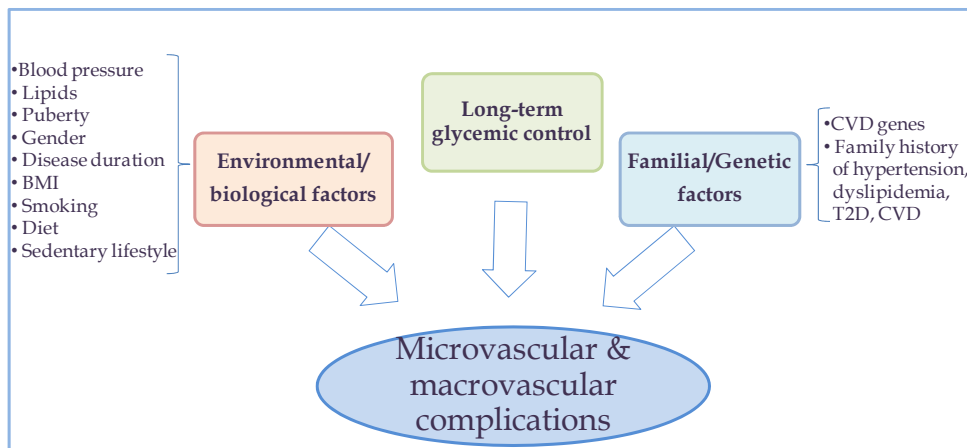 •Blood pressure
• Lipids
• Puberty
• Gender
• Disease duration
• BMI
• Smoking
• Diet
• Sedentary lifestyle
Environmental/
biological factors
Long-term
glycemic control
Familial/Genetic
factors
•CVD genes
• Family history
of hypertension,
dyslipidemia,
T2D, CVD
Microvascular &
macrovascular
complications